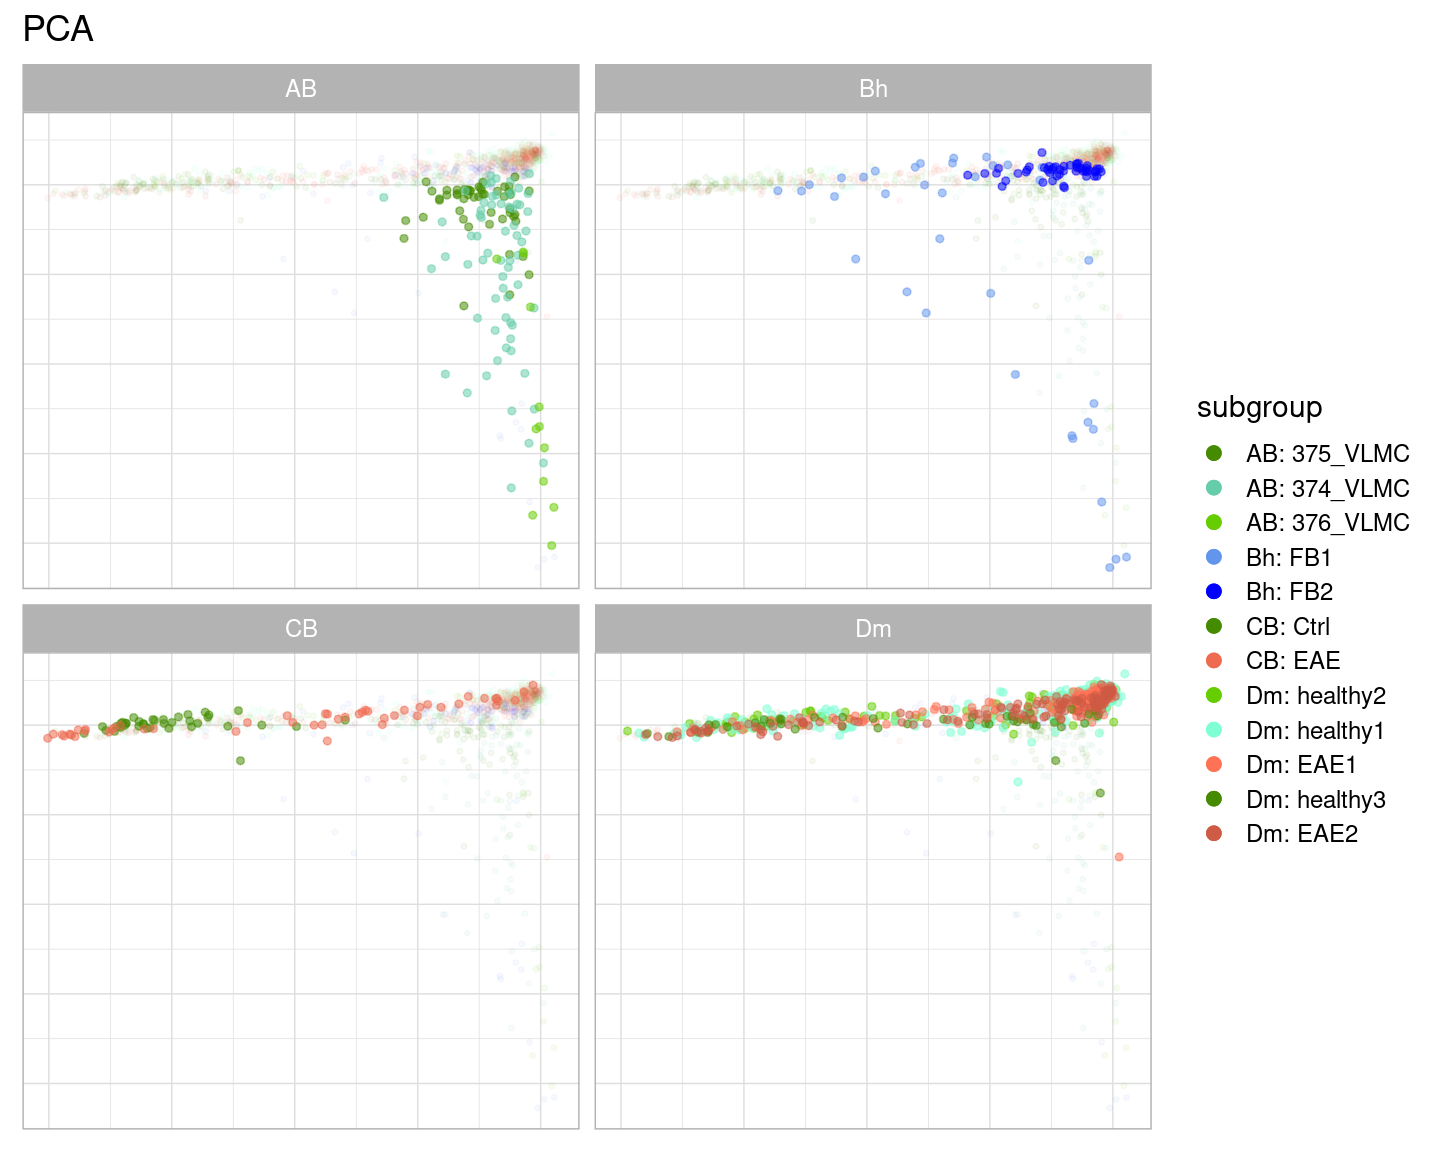 PCA
AB
Bh
CB
Dm
subgroup
AB: 375_VLMC
AB: 374_VLMC
AB: 376_VLMC
Bh: FB1
Bh: FB2
CB: Ctrl
CB: EAE
Dm: healthy2
Dm: healthy1
Dm: EAE1
Dm: healthy3
Dm: EAE2